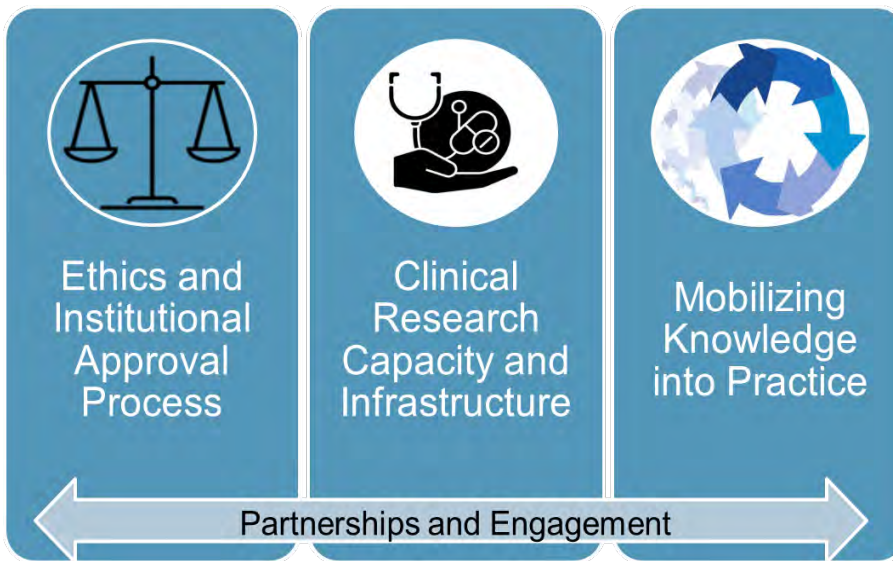 Ethics and
Institutional
Approval
Process
Clinical
Research
Capacity and
Infrastructure
Mobilizing
Knowledge
into Practice
Partnerships and Engagement